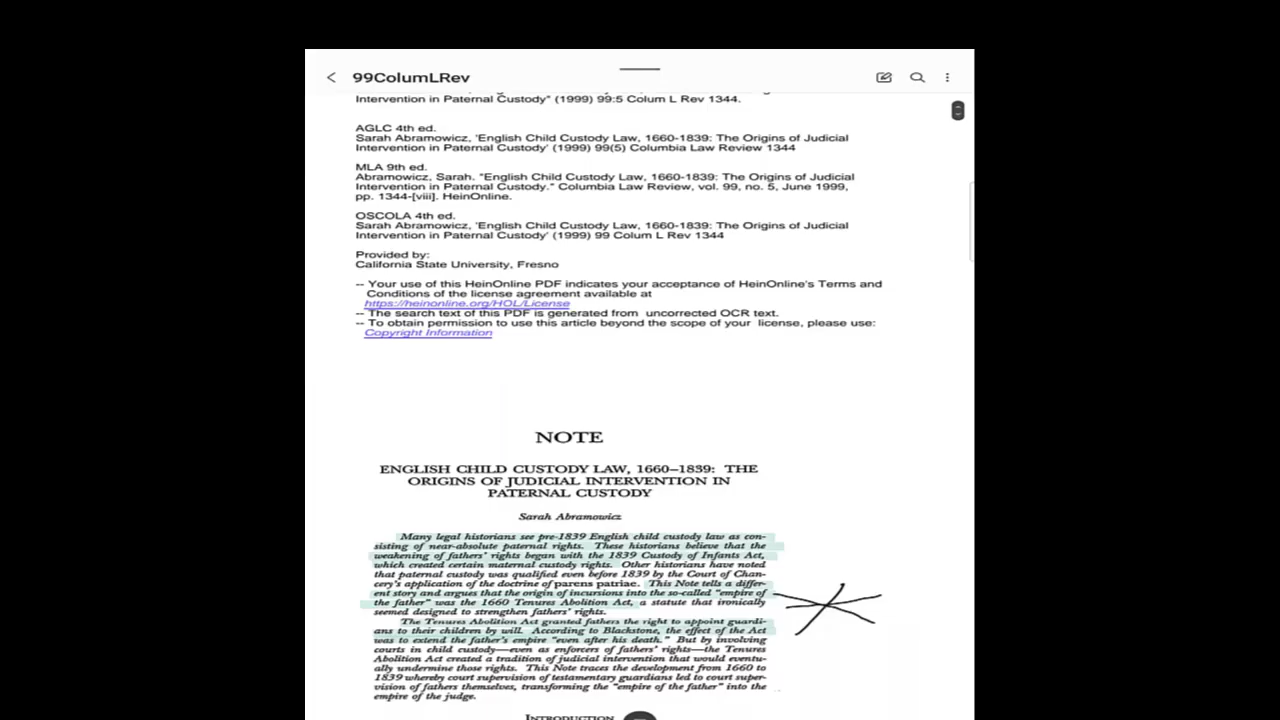 99ColumLRev
Intervention in Paternal Custody" (1999) 99:5 Colum L Rev 1344.
AGLC 4th ed.
Sarah Abramowicz, 'English Child Custody Law, 1660-1839: The Origins of Judicial
Intervention in Paternal Custody' (1999) 99(5) Columbia Law Review 1344
MLA 9th ed.
Abramowicz, Sarah. "English Child Custody Law, 1660-1839: The Origins of Judicial
Intervention in Paternal Custody." Columbia Law Review, vol. 99, no. 5, June 1999,
pp. 1344-[viii]. HeinOnline.
OSCOLA 4th ed.
Sarah Abramowicz, 'English Child Custody Law, 1660-1839: The Origins of Judicial
Intervention in Paternal Custody' (1999) 99 Colum L Rev 1344
Provided by:
California State University, Fresno
-- Your use of this HeinOnline PDF indicates your acceptance of HeinOnline's Terms and
Conditions of the license agreement available at
https://heinonline.org/HOL/License
-- The search text of this PDF is generated from uncorrected OCR text.
-- To obtain permission to use this article beyond the scope of your license, please use:
Copyright Information
NOTE
ENGLISH CHILD CUSTODY LAW, 1660–1839: THE
ORIGINS OF JUDICIAL INTERVENTION IN
PATERNAL CUSTODY
Sarah Abramowicz
Many legal historians see pre-1839 English child custody law as con-
sisting of near-absolute paternal rights. These historians believe that the
weakening of fathers' rights began with the 1839 Custody of Infants Act,
which created certain maternal custody rights. Other historians have noted
that paternal custody was qualified even before 1839 by the Court of Chan-
cery's application of the doctrine of parens patriae. This Note tells a differ-
ent story and argues that the origin of incursions into the so-called "empire of
the father" was the 1660 Tenures Abolition Act, a statute that ironically
seemed designed to strengthen fathers' rights.
The Tenures Abolition Act granted fathers the right to appoint guardi-
ans to their children by will. According to Blackstone, the effect of the Act
was to extend the father's empire "even after his death." But by involving
courts in child custody—even as enforcers of fathers' rights—the Tenures
Abolition Act created a tradition of judicial intervention that would eventu-
ally undermine those rights. This Note traces the development from 1660 to
1839 whereby court supervision of testamentary guardians led to court super-
vision of fathers themselves, transforming the "empire of the father" into the
empire of the judge.
INTRODUCTION